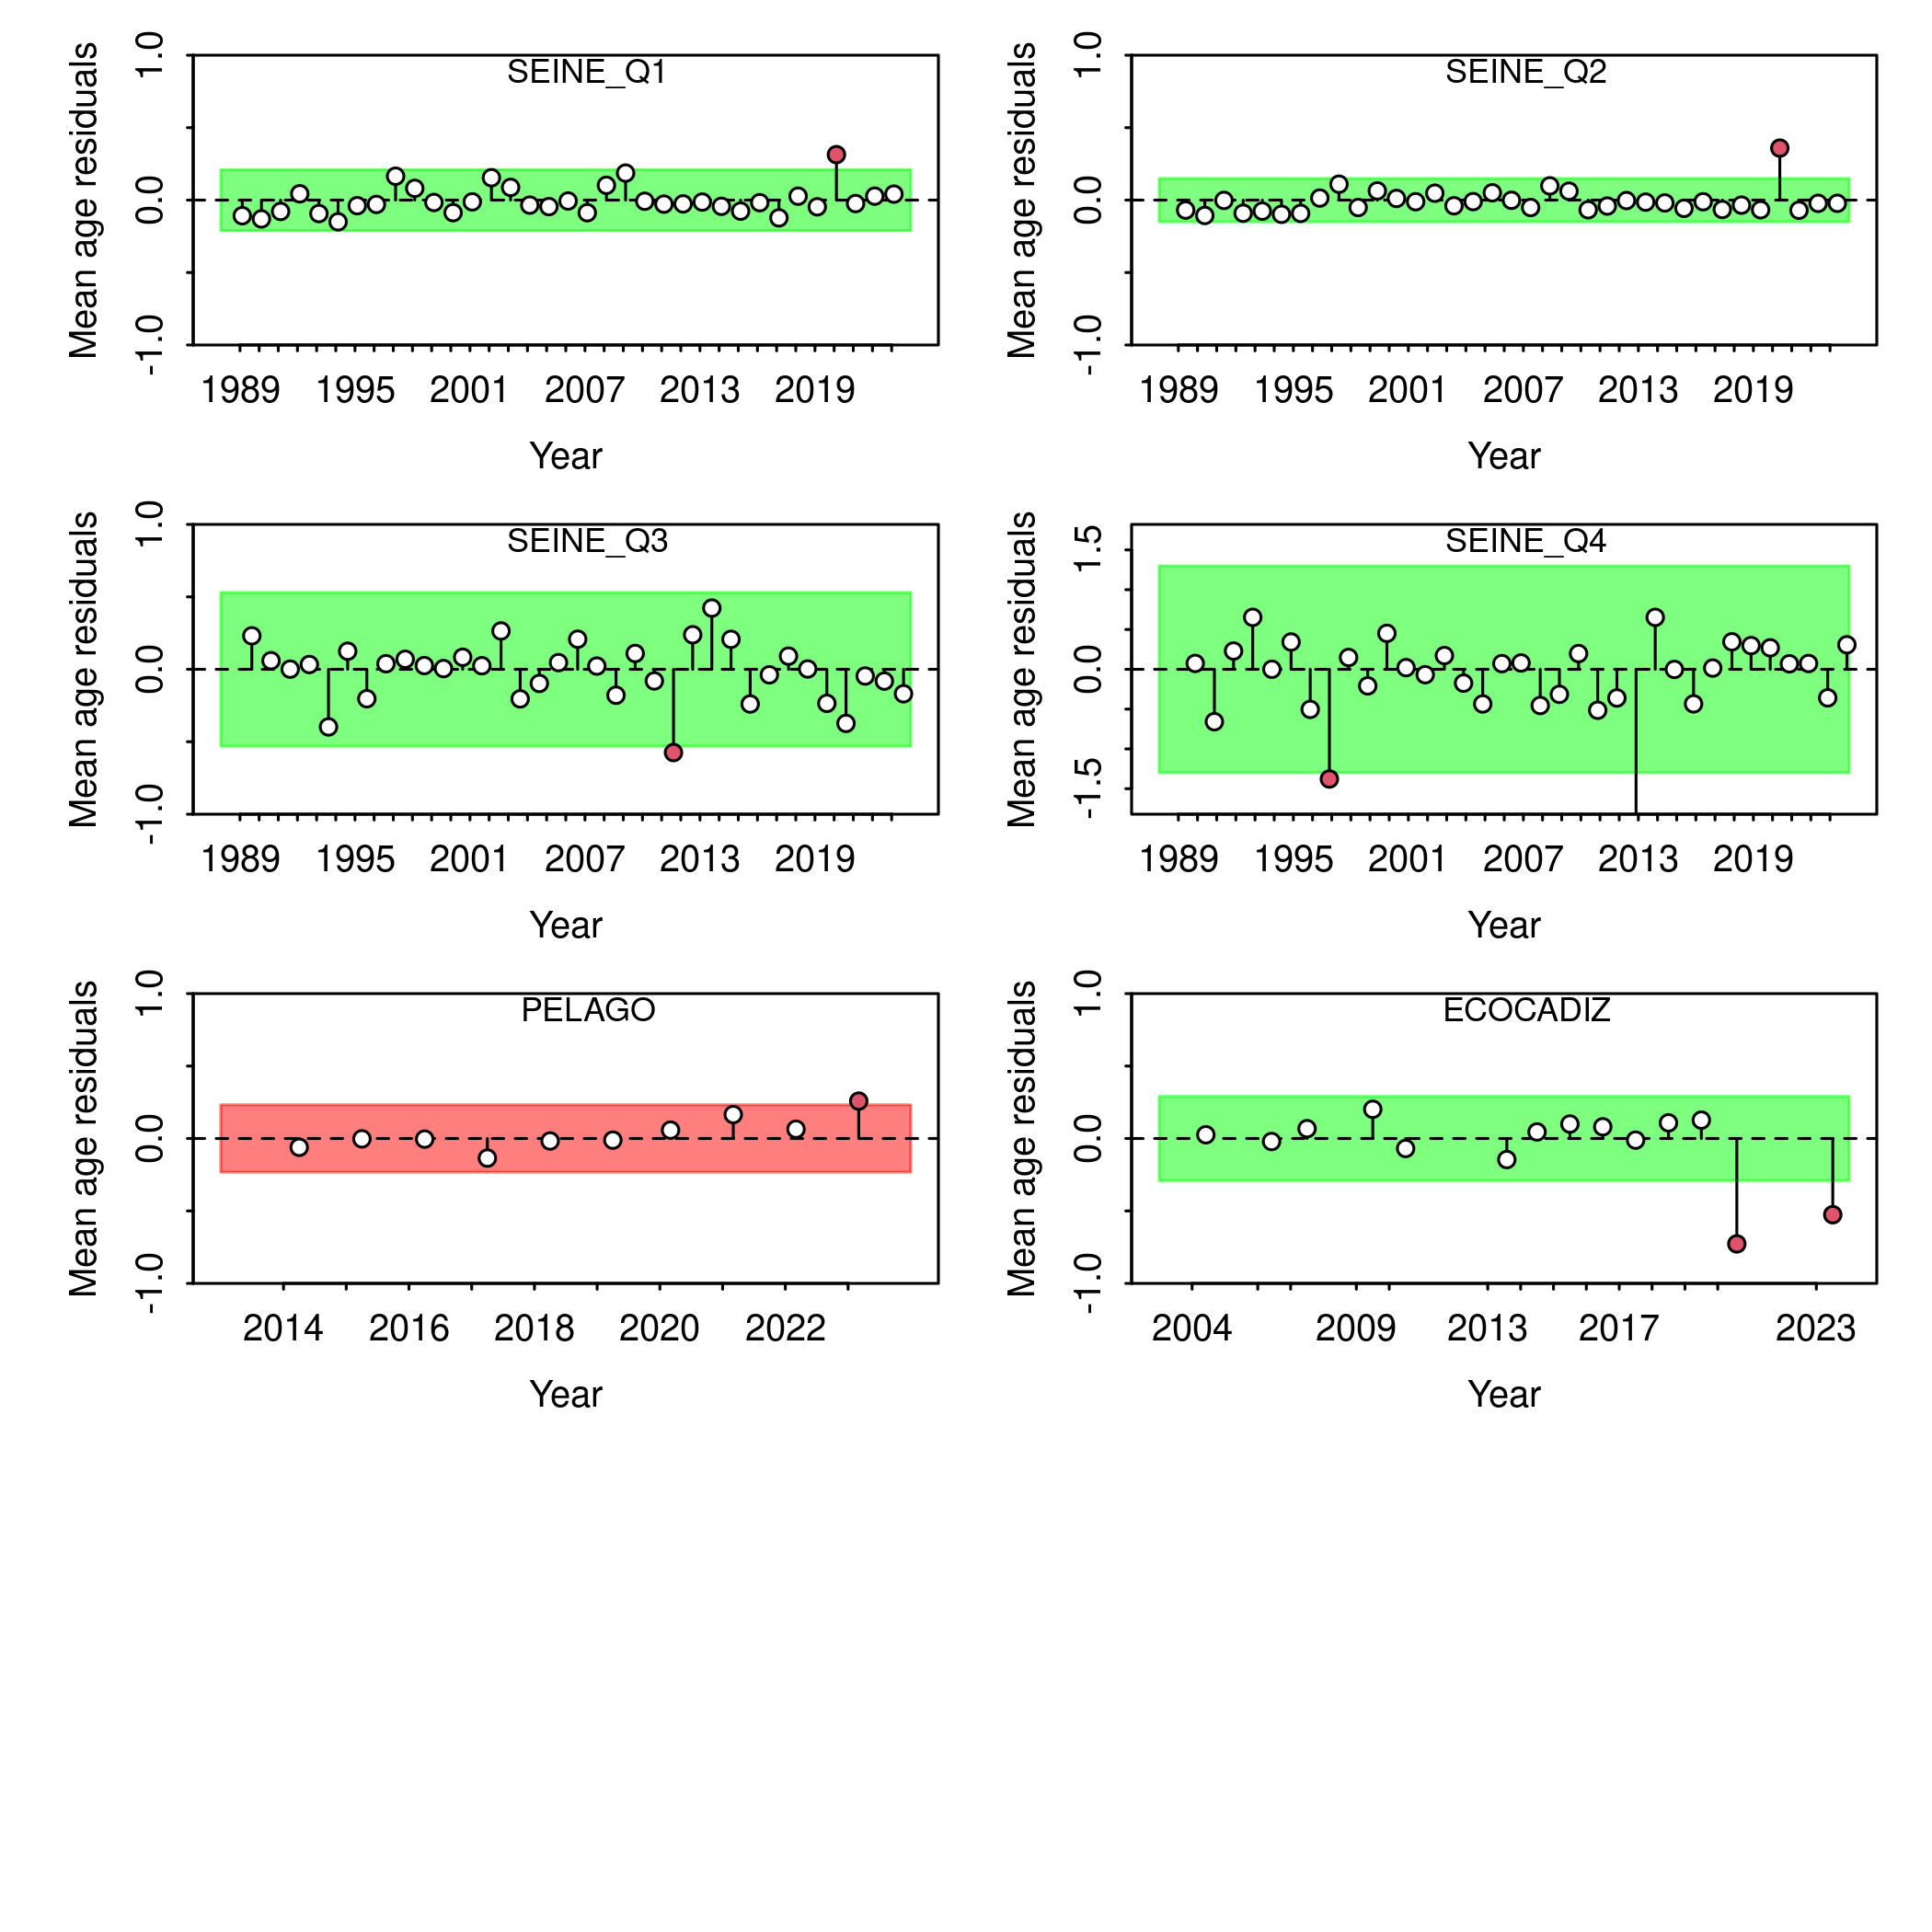 SEINE_Q1
Mean age residuals
1.0
0.0
-1.0
1989 1995 2001 2007 2013 2019
Year
SEINE_Q2
Mean age residuals
1.0
0.0
-1.0
1989 1995 2001 2007 2013 2019
Year
SEINE_Q3
Mean age residuals
1.0
0.0
-1.0
1989 1995 2001 2007 2013 2019
Year
SEINE_Q4
Mean age residuals
1.5
0.0
-1.5
1989 1995 2001 2007 2013 2019
Year
PELAGO
Mean age residuals
1.0
0.0
-1.0
2014 2016 2018 2020 2022
Year
ECOCADIZ
Mean age residuals
1.0
0.0
-1.0
2004 2009 2013 2017 2023
Year